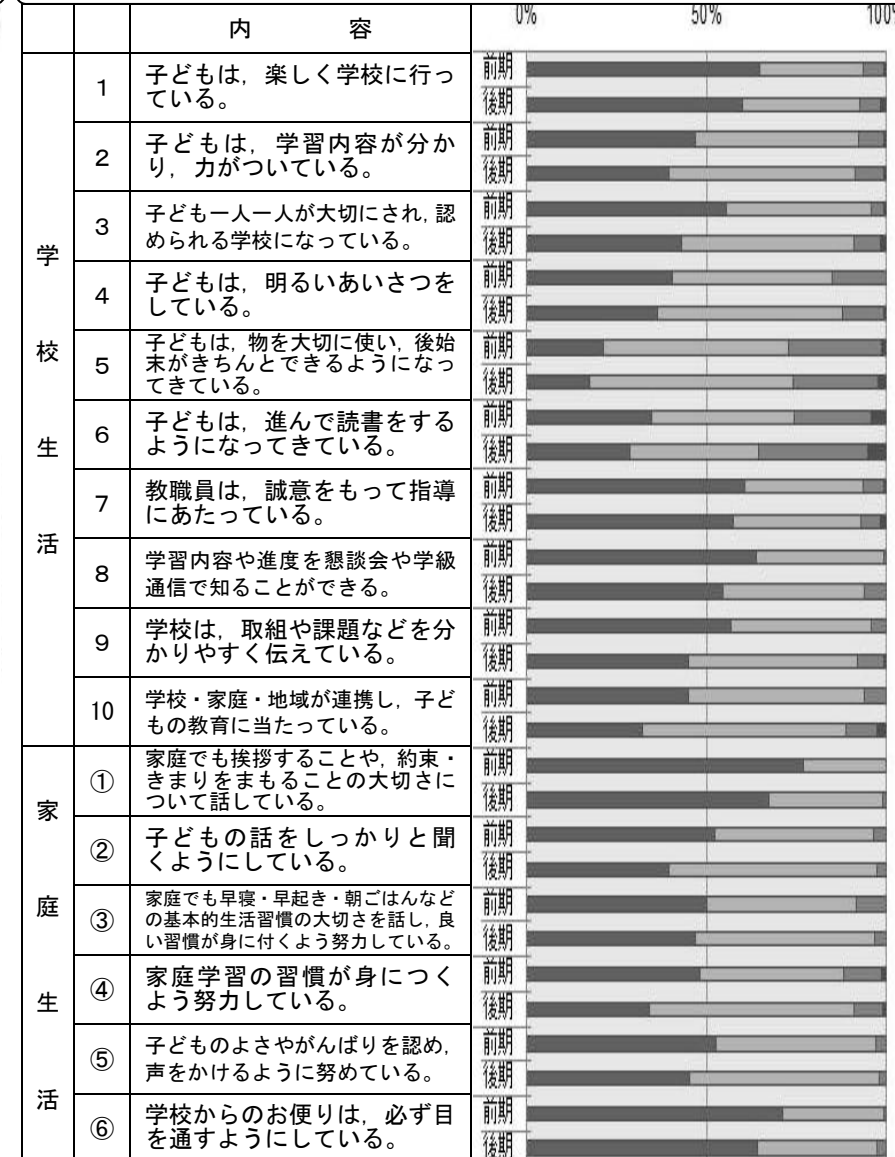 内　　　容
0%
50%
100%
学校生活
1
子どもは，楽しく学校に行っ
ている。
前期
後期
2
子どもは，学習内容が分か
り，力がついている。
前期
後期
3
子ども一人一人が大切にされ，認
められる学校になっている。
前期
後期
4
子どもは，明るいあいさつを
している。
前期
後期
5
子どもは，物を大切に使い，後始
末がきちんとできるようになっ
てきている。
前期
後期
6
子どもは，進んで読書をする
ようになってきている。
前期
後期
7
教職員は，誠意をもって指導
にあたっている。
前期
後期
8
学習内容や進度を懇談会や学級
通信で知ることができる。
前期
後期
9
学校は，取組や課題などを分
かりやすく伝えている。
前期
後期
10
学校・家庭・地域が連携し，子ど
もの教育に当たっている。
前期
後期
家庭生活
①
家庭でも挨拶することや，約束・
きまりをまもることの大切さに
ついて話している。
前期
後期
②
子どもの話をしっかりと聞
くようにしている。
前期
後期
③
家庭でも早寝・早起き・朝ごはんなど
の基本的生活習慣の大切さを話し，良
い習慣が身に付くよう努力している。
前期
後期
④
家庭学習の習慣が身につく
よう努力している。
前期
後期
⑤
子どものよさやがんばりを認め，
声をかけるように努めている。
前期
後期
⑥
学校からのお便りは，必ず目
を通すようにしている。
前期
後期